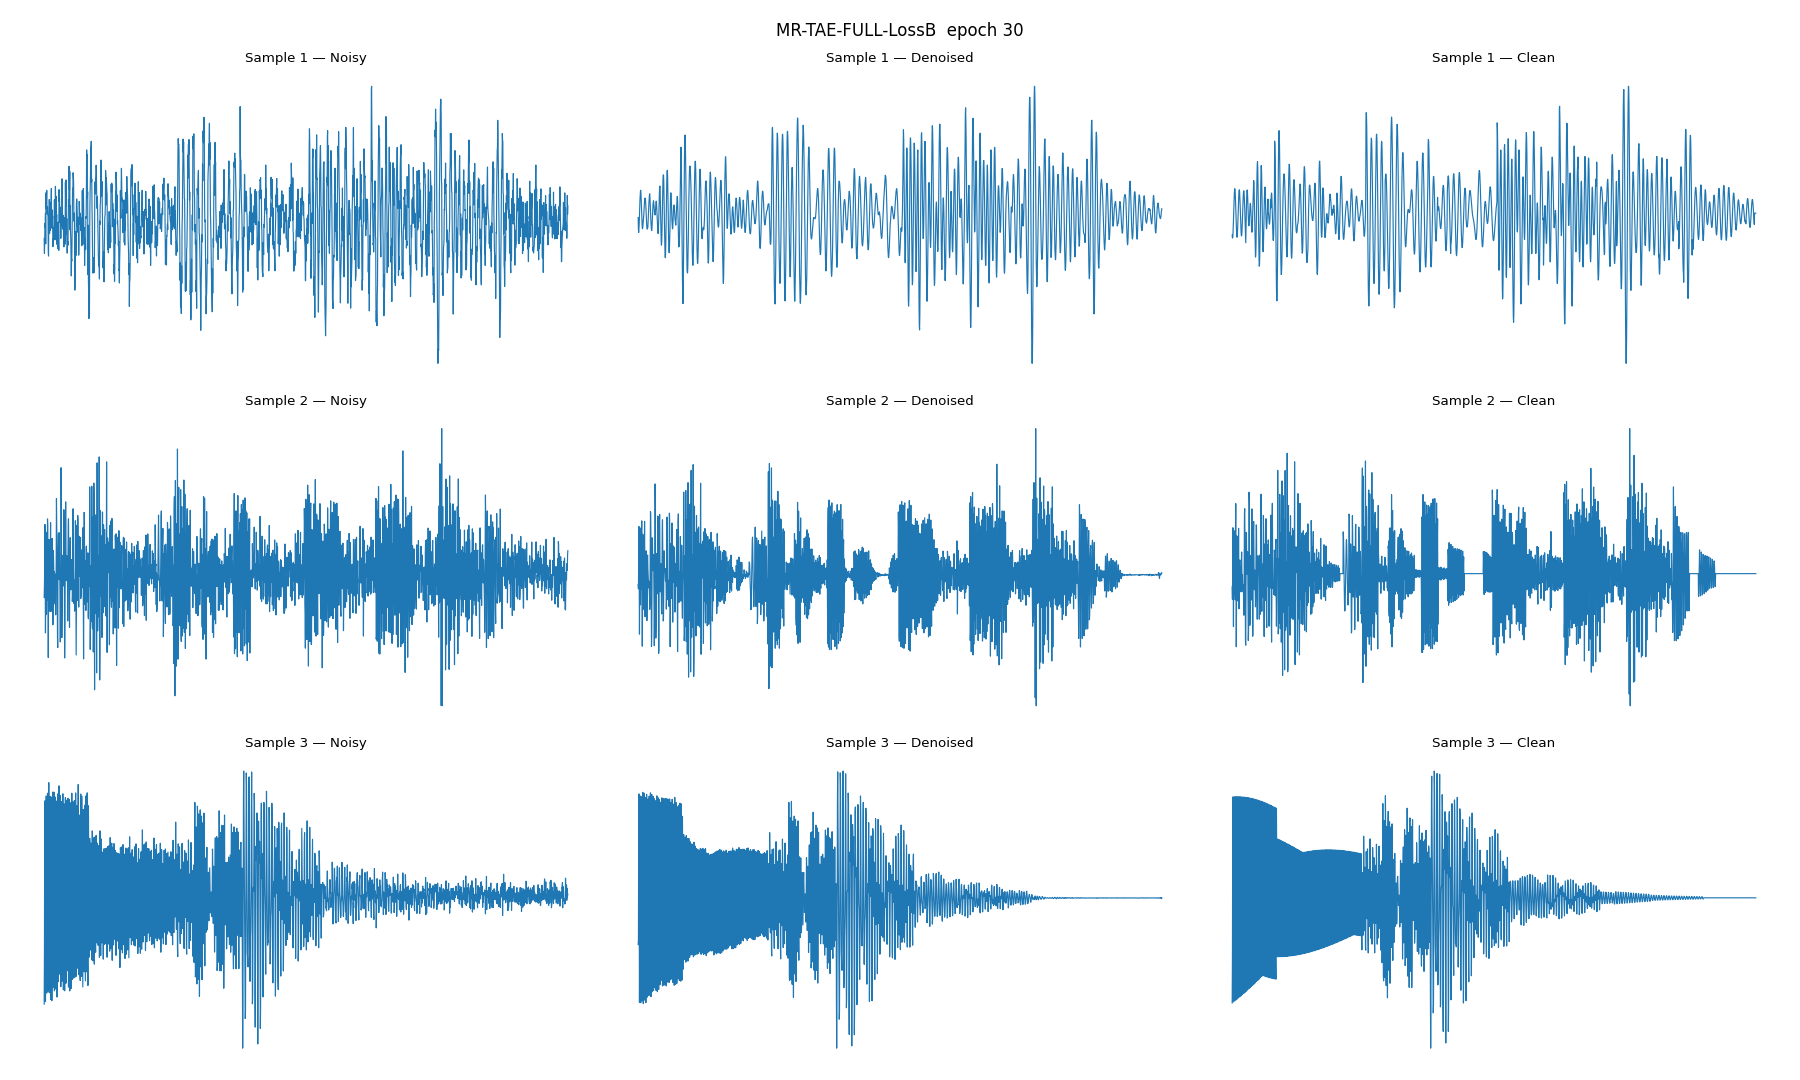 MR-TAE-FULL-LossB  epoch 30
Sample 1 — Noisy
Sample 1 — Denoised
Sample 1 — Clean
Sample 2 — Noisy
Sample 2 — Denoised
Sample 2 — Clean
Sample 3 — Noisy
Sample 3 — Denoised
Sample 3 — Clean